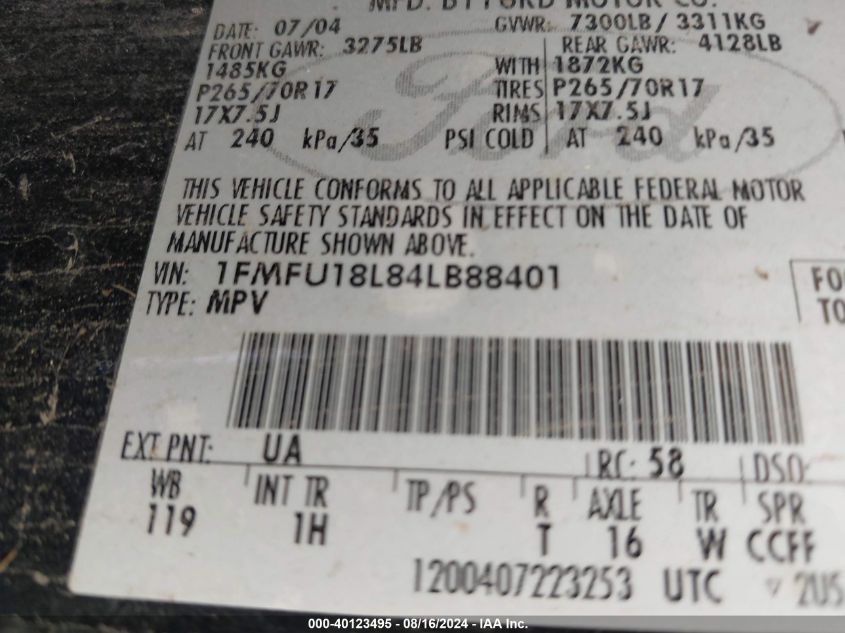 MFD. BY FORD MOTOR CO.
DATE: 07/04 GVWR: 7300LB / 3311KG
FRONT GAWR: 3275LB REAR GAWR: 4128LB
1485KG WITH 1872KG
P265/70R17 TIRES P265/70R17
17X7.5J RIMS 17X7.5J
AT 240 kPa/35 PSI COLD AT 240 kPa/35
Ford
THIS VEHICLE CONFORMS TO ALL APPLICABLE FEDERAL MOTOR
VEHICLE SAFETY STANDARDS IN EFFECT ON THE DATE OF
MANUFACTURE SHOWN ABOVE.
VIN: 1FMFU18L84LB88401
TYPE: MPV
EXT PNT: UA RC: 58 DSO:
WB INT TR TP/PS R AXLE TR SPR
119 1H T 16 W CCFF
1200407223253 UTC
000-40123495 - 08/16/2024 - IAA Inc.